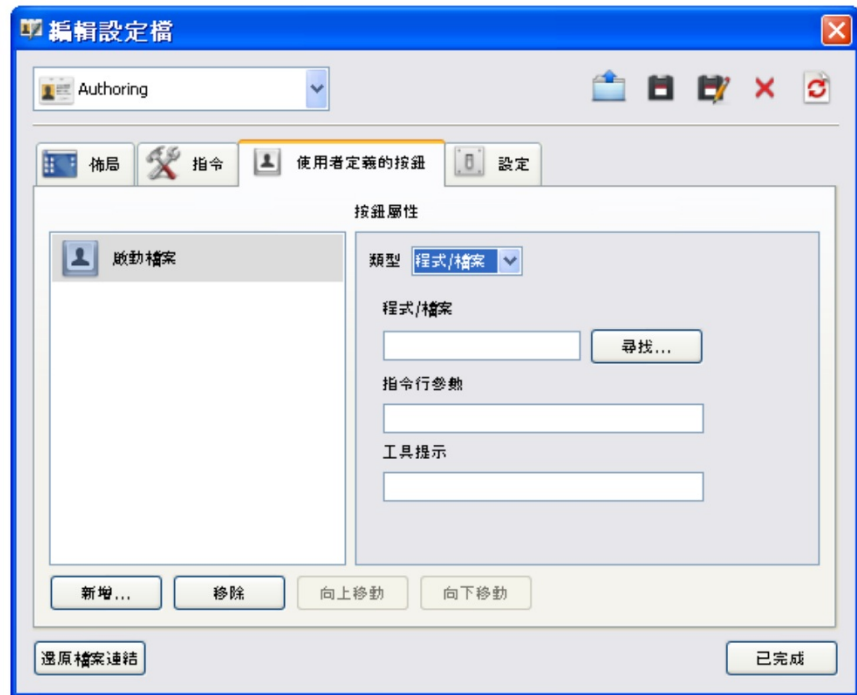 編輯設定檔
Authoring
佈局
指令
使用者定義的按鈕
設定
按鈕屬性
啟動檔案
類型 程式/檔案
程式/檔案
尋找...
指令行參數
工具提示
新增...
移除
向上移動
向下移動
還原檔案連結
已完成